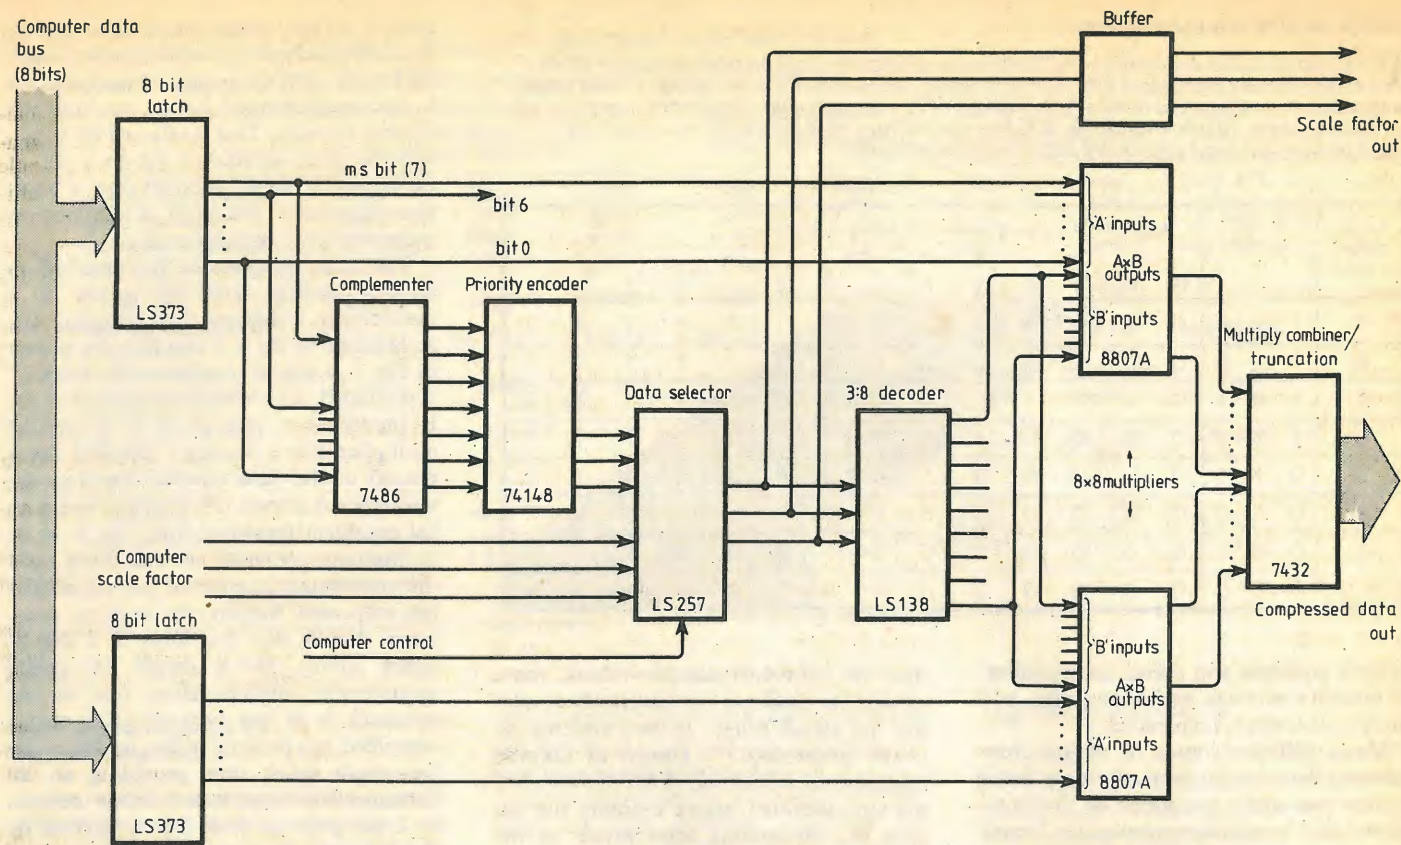 Computer data
bus
(8 bits)
8 bit
latch
LS373
ms bit (7)
bit 6
bit 0
Complementer
7486
Priority encoder
74148
Data selector
LS257
3:8 decoder
LS138
Buffer
Scale factor
out
'A' inputs
A×B
outputs
'B' inputs
8807A
8×8 multipliers
Multiply combiner/
truncation
7432
Compressed data
out
Computer
scale factor
Computer control
8 bit latch
LS373
'B' inputs
A×B
outputs
'A' inputs
8807A